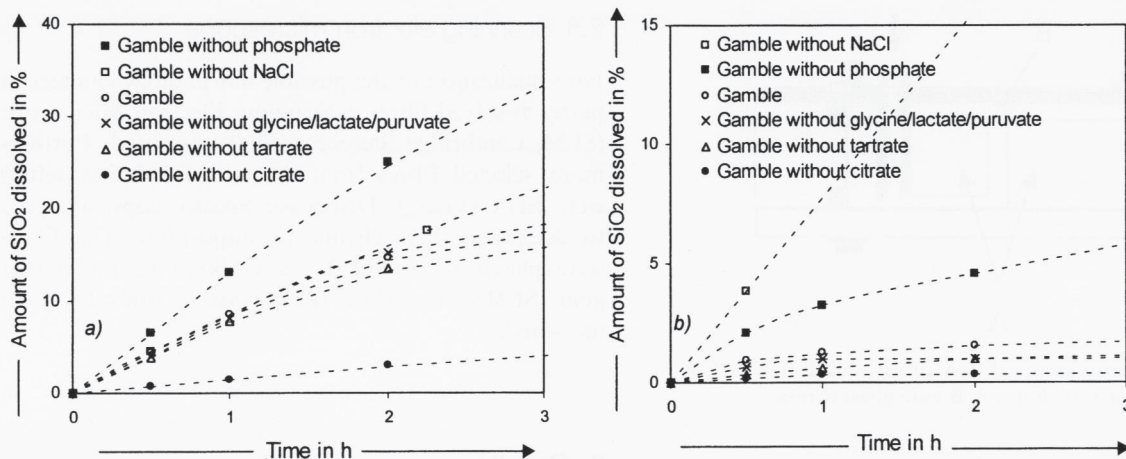 40
30
20
10
0
Amount of SiO2 dissolved in %
Gamble without phosphate
Gamble without NaCl
Gamble
Gamble without glycine/lactate/puruvate
Gamble without tartrate
Gamble without citrate
a)
0 1 2 3
Time in h
15
10
5
0
Amount of SiO2 dissolved in %
Gamble without NaCl
Gamble without phosphate
Gamble
Gamble without glycine/lactate/puruvate
Gamble without tartrate
Gamble without citrate
b)
0 1 2 3
Time in h